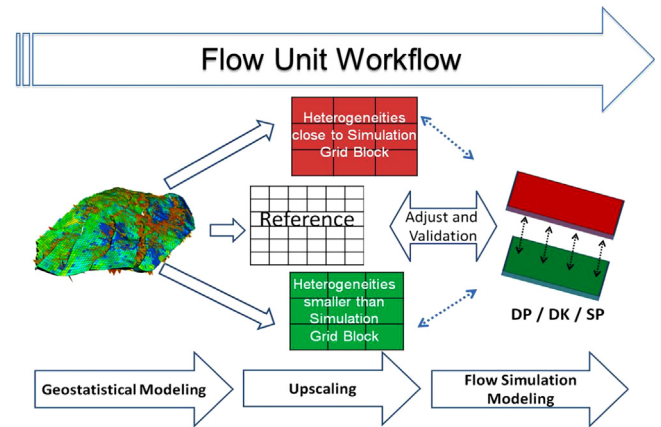 Flow Unit Workflow
Heterogeneities
close to Simulation
Grid Block
Reference
Adjust and
Validation
Heterogeneities
smaller than
Simulation
Grid Block
DP / DK / SP
Geostatistical Modeling
Upscaling
Flow Simulation
Modeling